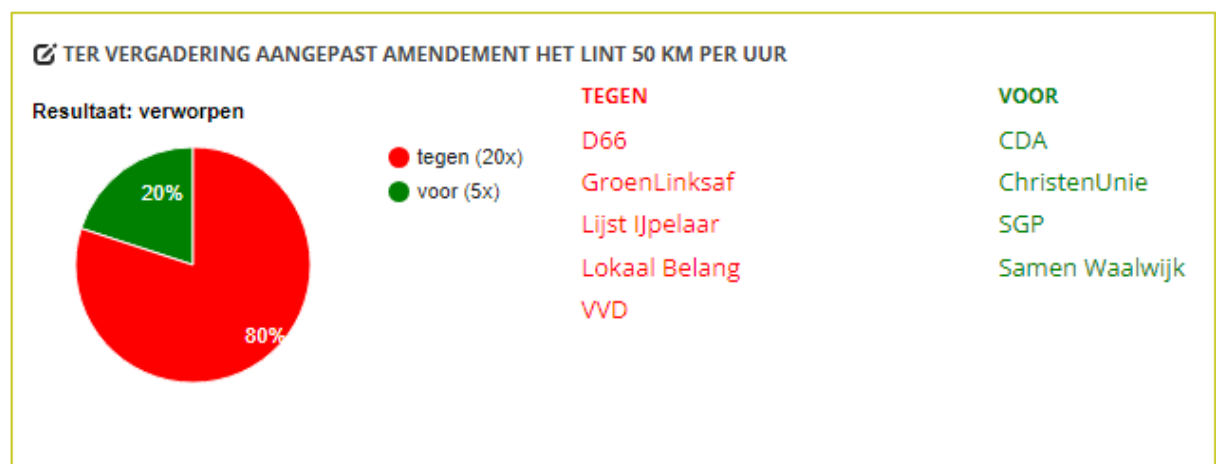 TER VERGADERING AANGEPAST AMENDEMENT HET LINT 50 KM PER UUR
Resultaat: verworpen
20%
80%
tegen (20x)
voor (5x)
TEGEN
D66
GroenLinksaf
Lijst IJpelaar
Lokaal Belang
VVD
VOOR
CDA
ChristenUnie
SGP
Samen Waalwijk